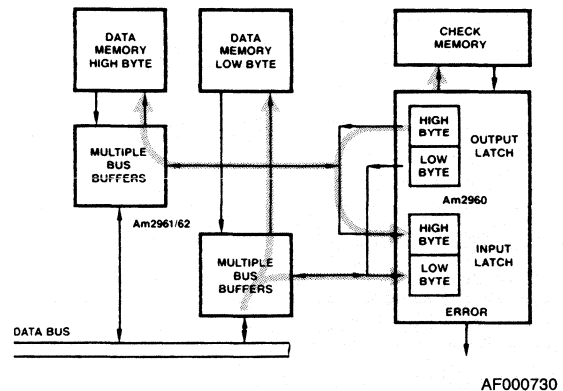 DATA
MEMORY
HIGH BYTE
DATA
MEMORY
LOW BYTE
CHECK
MEMORY
MULTIPLE
BUS
BUFFERS
Am2961/62
MULTIPLE
BUS
BUFFERS
HIGH
BYTE
LOW
BYTE
OUTPUT
LATCH
Am2960
HIGH
BYTE
LOW
BYTE
INPUT
LATCH
ERROR
DATA BUS
AF000730